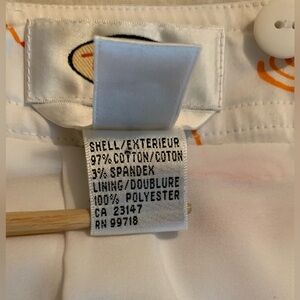 SHELL/EXTERIEUR
97% COTTON/COTON
3% SPANDEX
LINING/DOUBLURE
100% POLYESTER
CA 23147
RN 99718